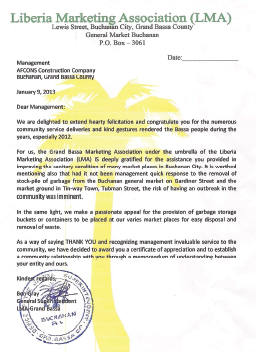 Liberia Marketing Association (LMA)
Lewis Street, Buchanan City, Grand Bassa County
General Market Buchanan
P.O. Box – 3061
Date:
Management
AFCONS Construction Company
Buchanan, Grand Bassa County
January 9, 2013
Dear Management:
We are delighted to extend hearty felicitation and congratulate you for the numerous
community service deliveries and kind gestures rendered the Bassa people during the
years, especially 2012.
For us, the Grand Bassa Marketing Association under the umbrella of the Liberia
Marketing Association (LMA) is deeply gratified for the assistance you provided in
improving the sanitary condition of many market places in Buchanan City. It is worthed
mentioning also that had it not been management quick response to the removal of
stock-pile of garbage from the Buchanan general market on Gardiner Street and the
market ground in Tin-way Town, Tubman Street, the risk of having an outbreak in the
community was imminent.
In the same light, we make a passionate appeal for the provision of garbage storage
buckets or containers to be placed at our varies market places for easy disposal and
removal of waste.
As a way of saying THANK YOU and recognizing management invaluable service to the
community, we have decided to award you a certificate of appreciation and to establish
a community relationship with you through a memorandum of understanding between
your entity and ours.
Kindest regards,
Ben Gray
General Superintendent
LMA-Grand Bassa
BUCHANAN